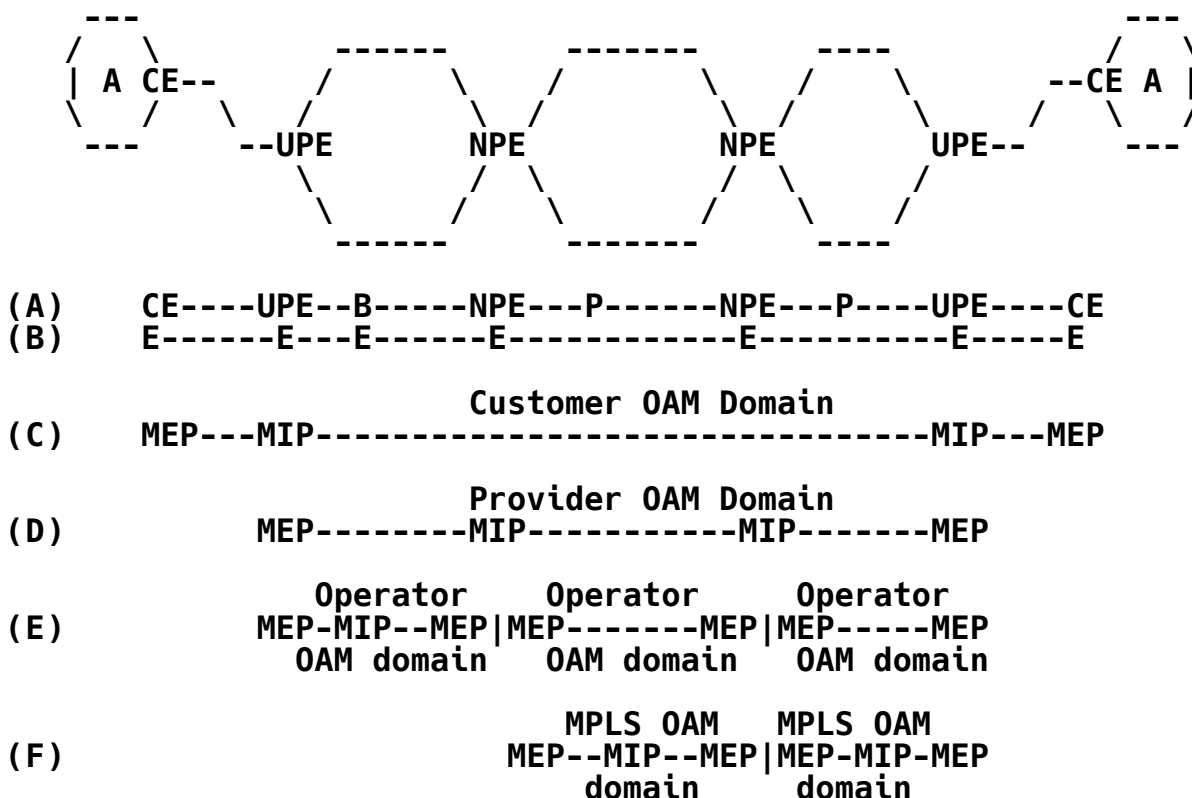 ---                                                    ---
/   \         ------      -------     ----            /   \
| A CE--     /      \    /       \   /    \       --CE A |
\   /   \   /        \  /         \ /      \     /   \   /
---     --UPE       NPE          NPE        UPE--     ---
\        / \         / \      /
\      /   \       /   \    /
------     -------     ----
(A)    CE----UPE--B-----NPE---P------NPE---P----UPE----CE
(B)    E------E---E------E------------E----------E-----E
Customer OAM Domain
(C)    MEP---MIP--------------------------------MIP---MEP
Provider OAM Domain
(D)          MEP--------MIP-----------MIP-------MEP
Operator    Operator     Operator
(E)          MEP-MIP--MEP|MEP-------MEP|MEP-----MEP
OAM domain   OAM domain   OAM domain
MPLS OAM   MPLS OAM
(F)                       MEP--MIP--MEP|MEP-MIP-MEP
domain     domain